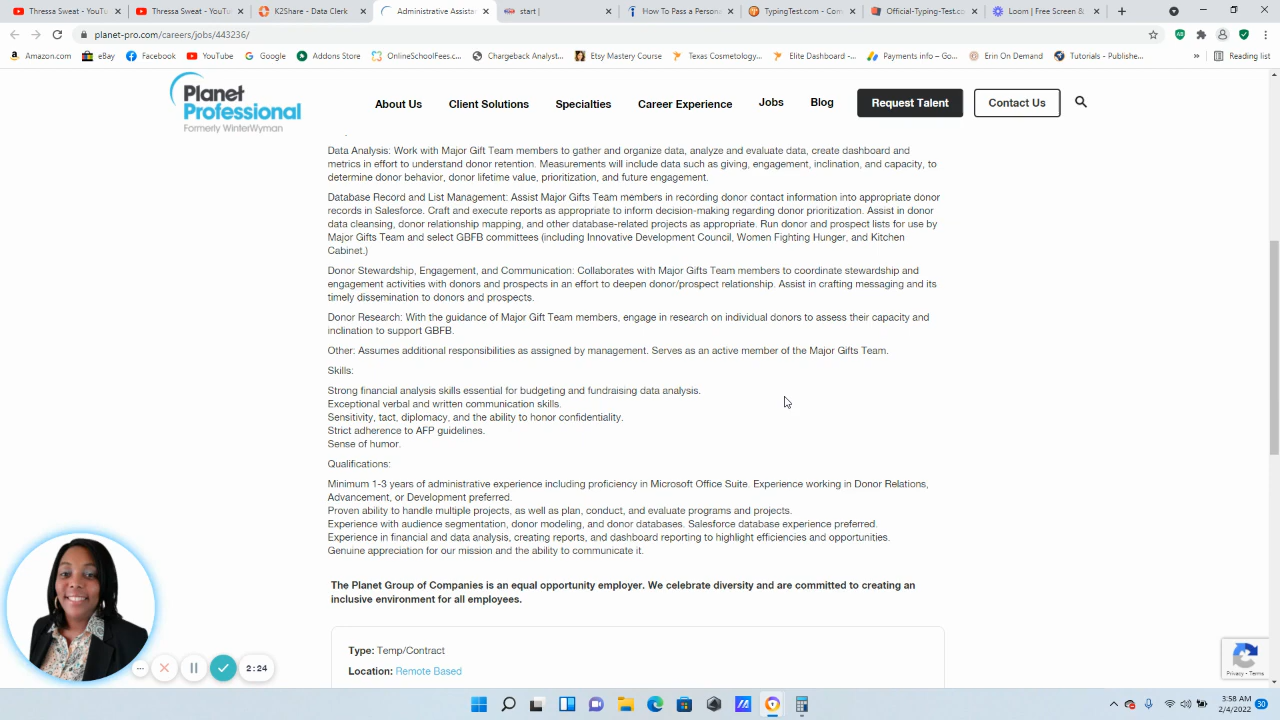 Thressa Sweat - YouTu
Thressa Sweat - YouTu
K2Share - Data Clerk
Administrative Assista
start |
How To Pass a Persona
TypingTest.com - Com
Official-Typing-Test.co
Loom | Free Screen &
planet-pro.com/careers/jobs/443236/
Amazon.com
eBay
Facebook
YouTube
Google
Addons Store
OnlineSchoolFees.c...
Chargeback Analyst...
Etsy Mastery Course
Texas Cosmetology...
Elite Dashboard -...
Payments info – Go...
Erin On Demand
Tutorials - Publishe...
»
Reading list
Planet
Professional
Formerly WinterWyman
About Us
Client Solutions
Specialties
Career Experience
Jobs
Blog
Request Talent
Contact Us
Data Analysis: Work with Major Gift Team members to gather and organize data, analyze and evaluate data, create dashboard and
metrics in effort to understand donor retention. Measurements will include data such as giving, engagement, inclination, and capacity, to
determine donor behavior, donor lifetime value, prioritization, and future engagement.
Database Record and List Management: Assist Major Gifts Team members in recording donor contact information into appropriate donor
records in Salesforce. Craft and execute reports as appropriate to inform decision-making regarding donor prioritization. Assist in donor
data cleansing, donor relationship mapping, and other database-related projects as appropriate. Run donor and prospect lists for use by
Major Gifts Team and select GBFB committees (including Innovative Development Council, Women Fighting Hunger, and Kitchen
Cabinet.)
Donor Stewardship, Engagement, and Communication: Collaborates with Major Gifts Team members to coordinate stewardship and
engagement activities with donors and prospects in an effort to deepen donor/prospect relationship. Assist in crafting messaging and its
timely dissemination to donors and prospects.
Donor Research: With the guidance of Major Gift Team members, engage in research on individual donors to assess their capacity and
inclination to support GBFB.
Other: Assumes additional responsibilities as assigned by management. Serves as an active member of the Major Gifts Team.
Skills:
Strong financial analysis skills essential for budgeting and fundraising data analysis.
Exceptional verbal and written communication skills.
Sensitivity, tact, diplomacy, and the ability to honor confidentiality.
Strict adherence to AFP guidelines.
Sense of humor.
Qualifications:
Minimum 1-3 years of administrative experience including proficiency in Microsoft Office Suite. Experience working in Donor Relations,
Advancement, or Development preferred.
Proven ability to handle multiple projects, as well as plan, conduct, and evaluate programs and projects.
Experience with audience segmentation, donor modeling, and donor databases. Salesforce database experience preferred.
Experience in financial and data analysis, creating reports, and dashboard reporting to highlight efficiencies and opportunities.
Genuine appreciation for our mission and the ability to communicate it.
The Planet Group of Companies is an equal opportunity employer. We celebrate diversity and are committed to creating an
inclusive environment for all employees.
Type: Temp/Contract
Location: Remote Based
2:24
Privacy - Terms
3:58 AM
2/4/2022
30